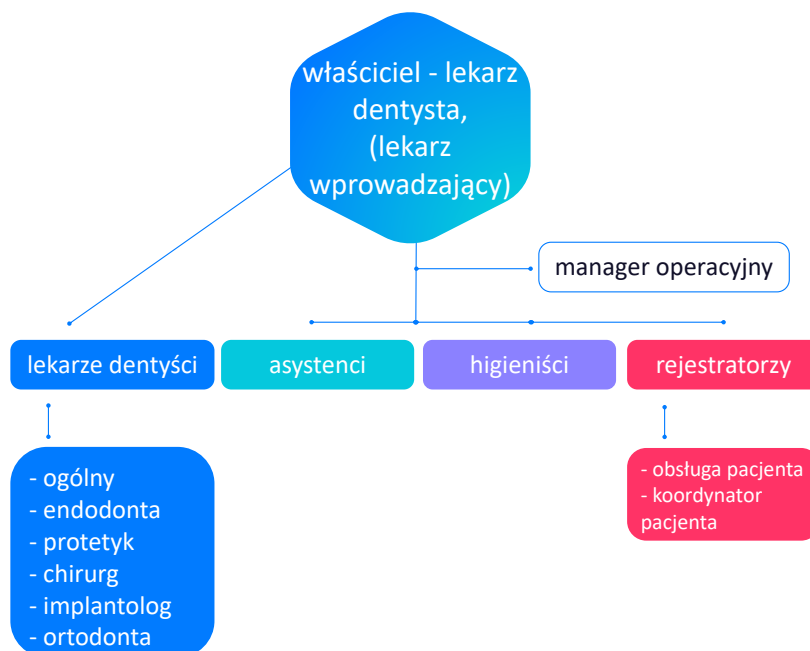 właściciel - lekarz
dentysta,
(lekarz
wprowadzający)
manager operacyjny
lekarze dentyści
asystenci
higieniści
rejestratorzy
- ogólny
- endodonta
- protetyk
- chirurg
- implantolog
- ortodonta
- obsługa pacjenta
- koordynator
pacjenta